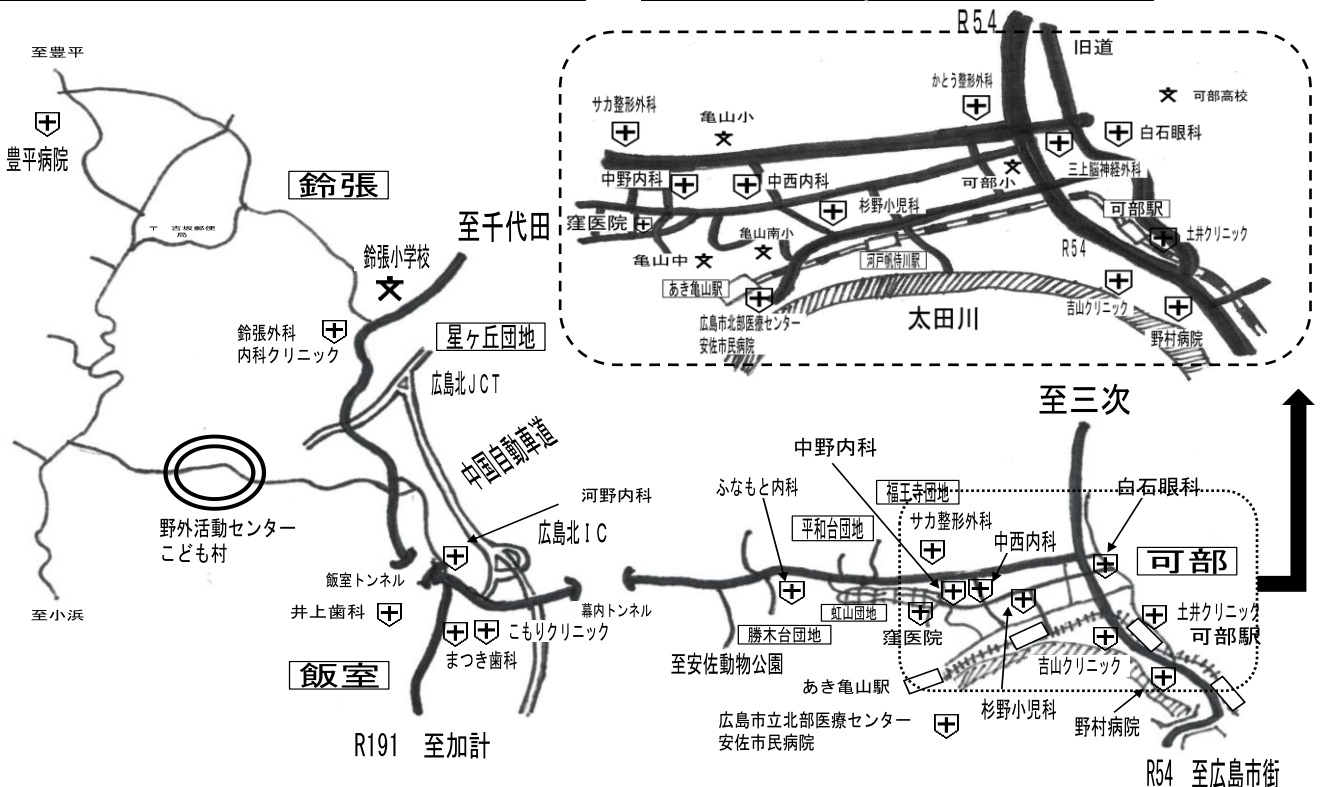 至豊平
豊平病院
鈴張
〒 吉坂郵便
局
至千代田
鈴張小学校
鈴張外科
内科クリニック
星ヶ丘団地
広島北JCT
中国自動車道
野外活動センター
こども村
至小浜
河野内科
広島北IC
飯室トンネル
幕内トンネル
井上歯科
こもりクリニック
まつき歯科
飯室
R191 至加計
R54
旧道
かとう整形外科
可部高校
サカ整形外科
亀山小
白石眼科
三上脳神経外科
中野内科
中西内科
可部小
杉野小児科
可部駅
窪医院
亀山南小
土井クリニック
亀山中
河戸帆待川駅
R54
あき亀山駅
吉山クリニック
広島市北部医療センター
安佐市民病院
太田川
野村病院
至三次
中野内科
ふなもと内科
福王寺団地
白石眼科
サカ整形外科
平和台団地
中西内科
可部
虹山団地
土井クリニック
勝木台団地
窪医院
可部駅
至安佐動物公園
吉山クリニック
あき亀山駅
杉野小児科
野村病院
広島市立北部医療センター
安佐市民病院
R54 至広島市街